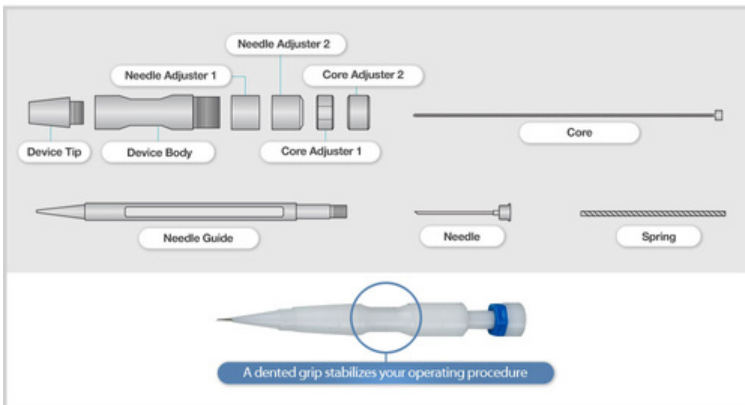 Needle Adjuster 2
Needle Adjuster 1
Core Adjuster 2
Device Tip
Device Body
Core Adjuster 1
Core
Needle Guide
Needle
Spring
A dented grip stabilizes your operating procedure